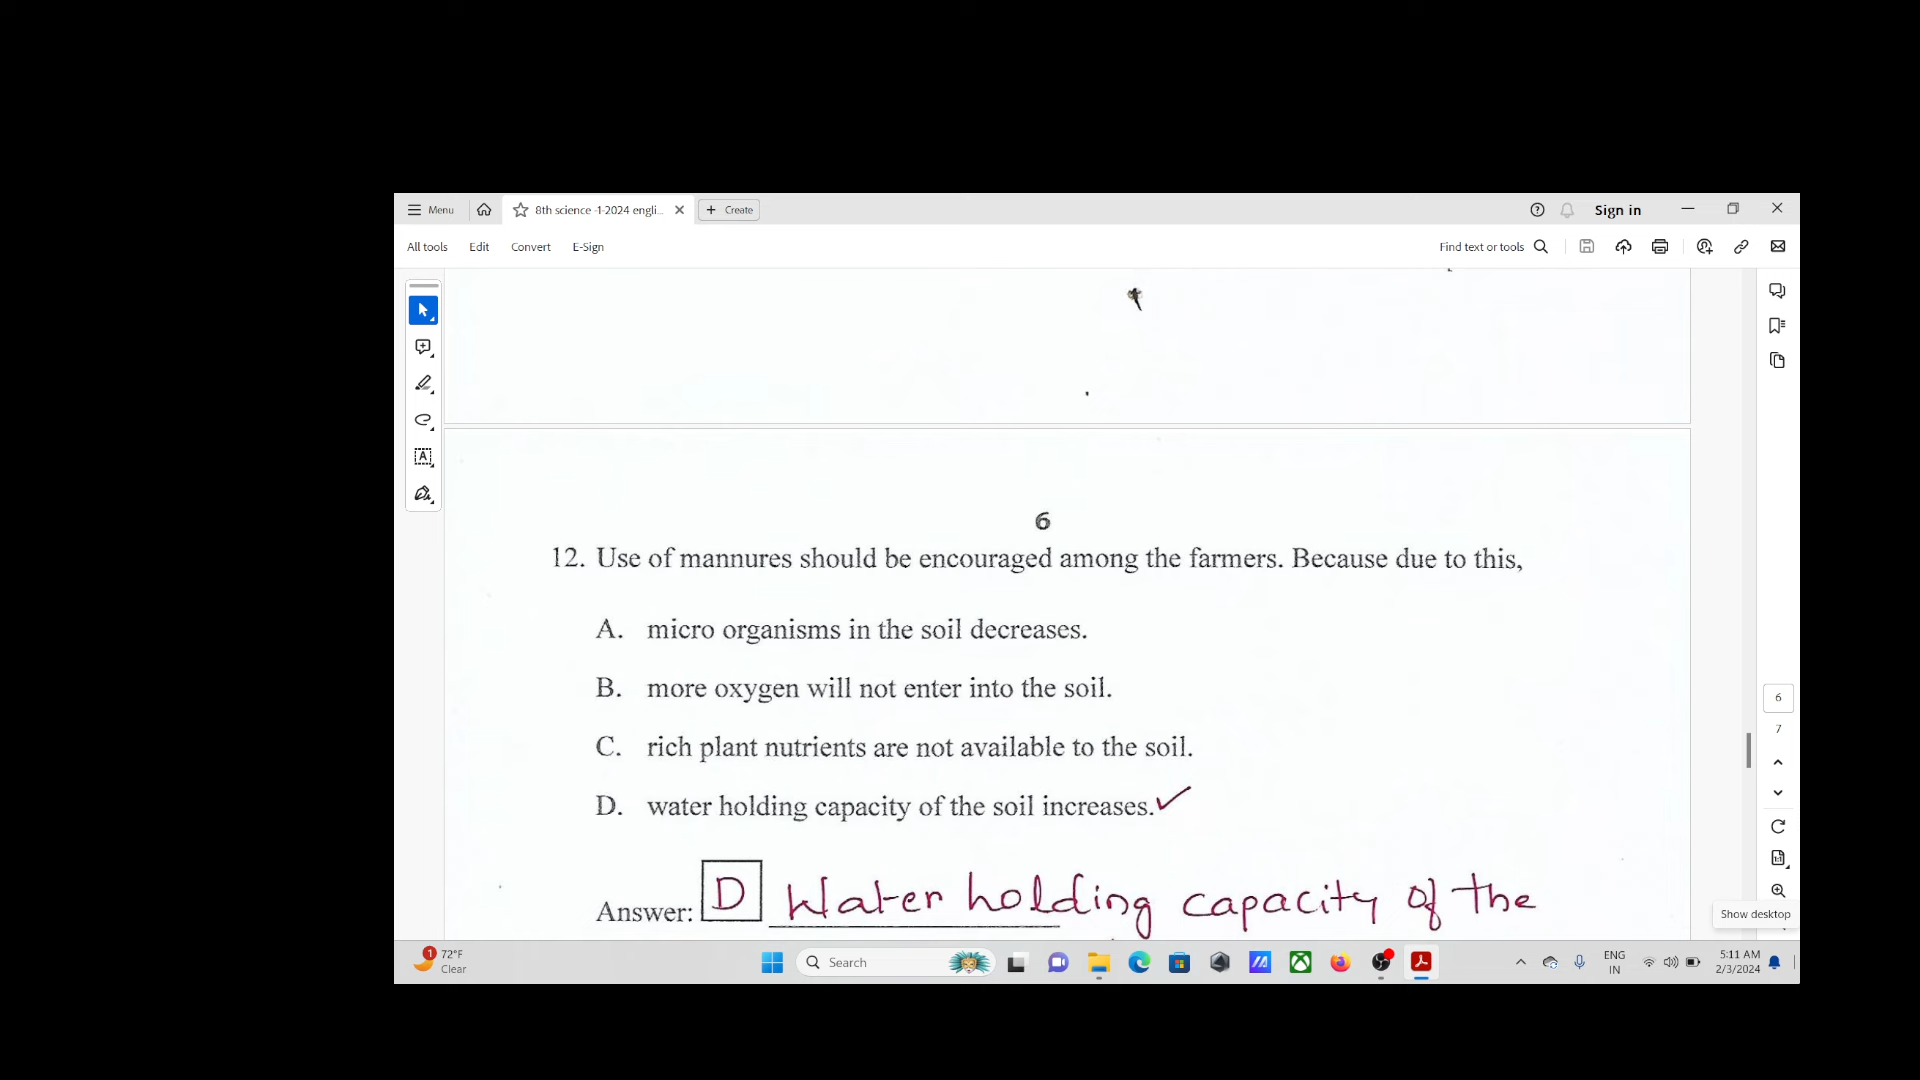 Menu
8th science -1-2024 engli...
Create
Sign in
All tools
Edit
Convert
E-Sign
Find text or tools
6
12. Use of mannures should be encouraged among the farmers. Because due to this,
A. micro organisms in the soil decreases.
B. more oxygen will not enter into the soil.
C. rich plant nutrients are not available to the soil.
D. water holding capacity of the soil increases.
Answer: D Water holding capacity of the
6
7
Show desktop
1
72°F
Clear
Search
ENG
IN
5:11 AM
2/3/2024